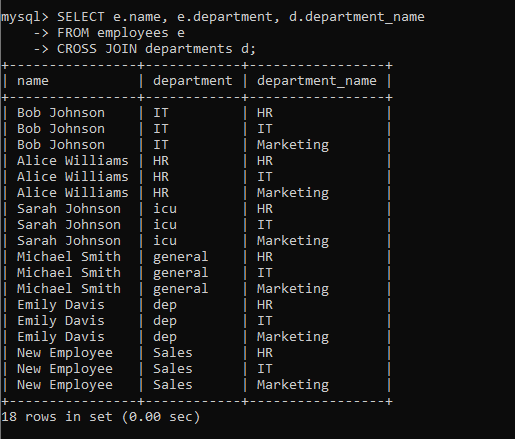 mysql> SELECT e.name, e.department, d.department_name
    -> FROM employees e
    -> CROSS JOIN departments d;
+----------------+------------+-----------------+
| name           | department | department_name |
+----------------+------------+-----------------+
| Bob Johnson    | IT         | HR              |
| Bob Johnson    | IT         | IT              |
| Bob Johnson    | IT         | Marketing       |
| Alice Williams | HR         | HR              |
| Alice Williams | HR         | IT              |
| Alice Williams | HR         | Marketing       |
| Sarah Johnson  | icu        | HR              |
| Sarah Johnson  | icu        | IT              |
| Sarah Johnson  | icu        | Marketing       |
| Michael Smith  | general    | HR              |
| Michael Smith  | general    | IT              |
| Michael Smith  | general    | Marketing       |
| Emily Davis    | dep        | HR              |
| Emily Davis    | dep        | IT              |
| Emily Davis    | dep        | Marketing       |
| New Employee   | Sales      | HR              |
| New Employee   | Sales      | IT              |
| New Employee   | Sales      | Marketing       |
+----------------+------------+-----------------+
18 rows in set (0.00 sec)